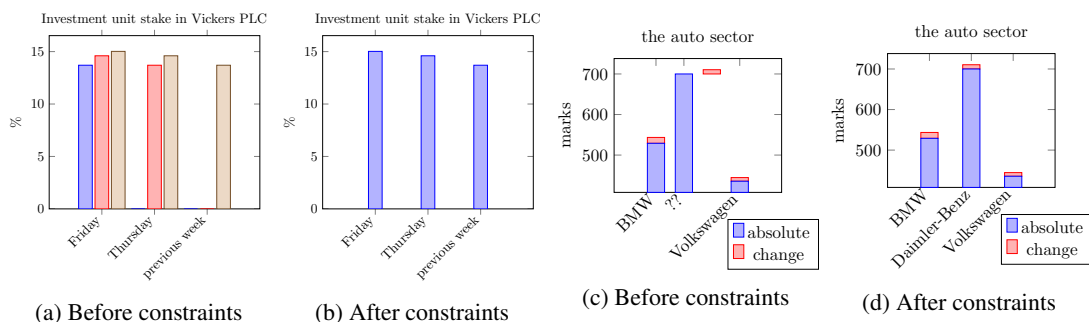 Investment unit stake in Vickers PLC
15
10
5
0
%
Friday
Thursday
previous week
(a) Before constraints
Investment unit stake in Vickers PLC
15
10
5
0
%
Friday
Thursday
previous week
(b) After constraints
the auto sector
700
600
500
marks
BMW
??
Volkswagen
absolute
change
(c) Before constraints
the auto sector
700
600
500
marks
BMW
Daimler-Benz
Volkswagen
absolute
change
(d) After constraints